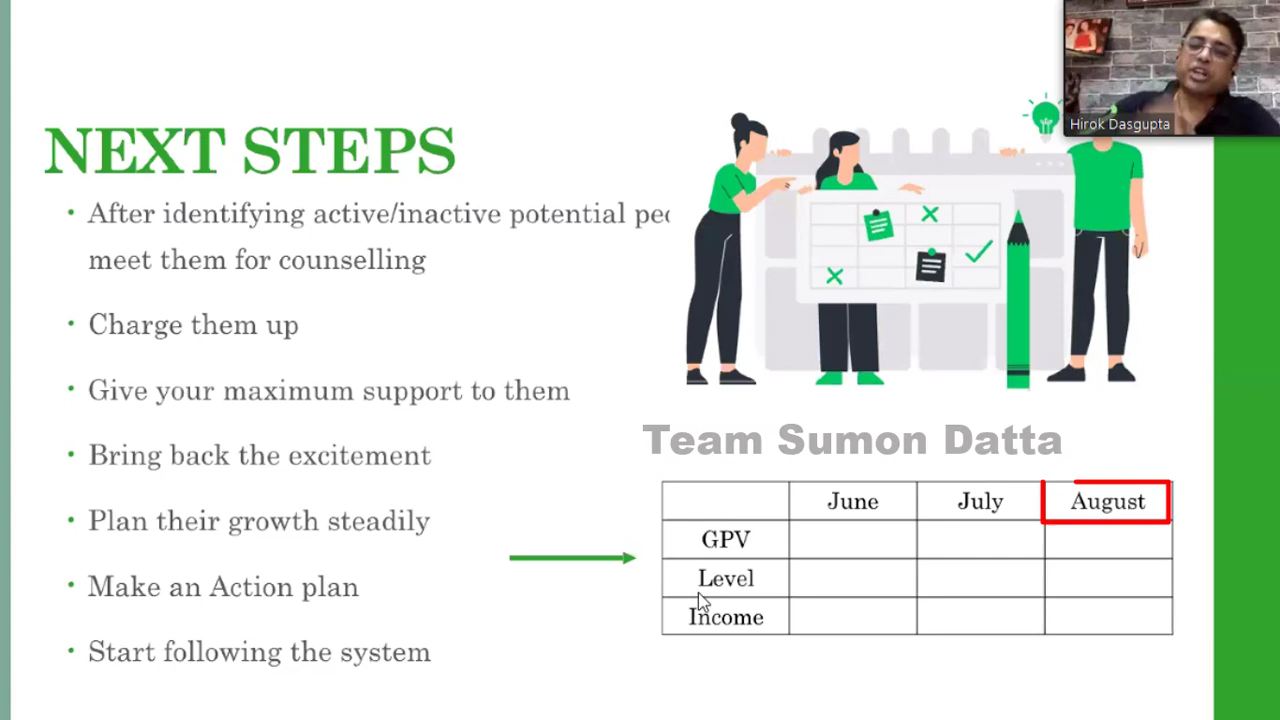 Hirok Dasgupta
NEXT STEPS
• After identifying active/inactive potential
meet them for counselling
• Charge them up
• Give your maximum support to them
• Bring back the excitement
• Plan their growth steadily
• Make an Action plan
• Start following the system
Team Sumon Datta
June July August
GPV
Level
Income